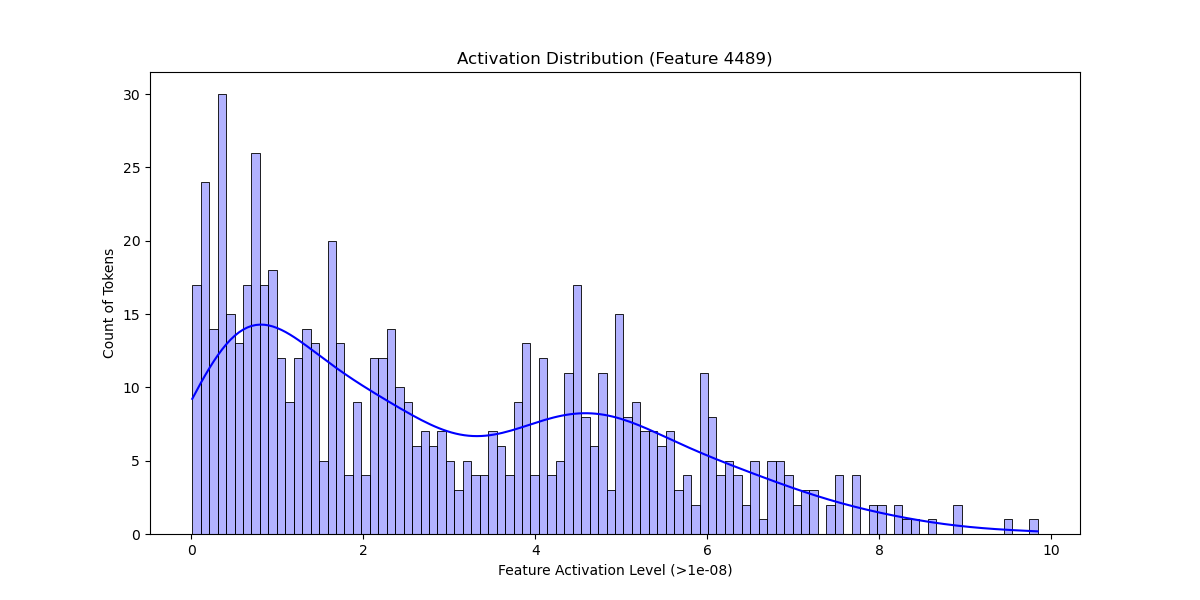 Activation Distribution (Feature 4489)
30
25
20
15
10
5
0
Count of Tokens
0 2 4 6 8 10
Feature Activation Level (>1e-08)